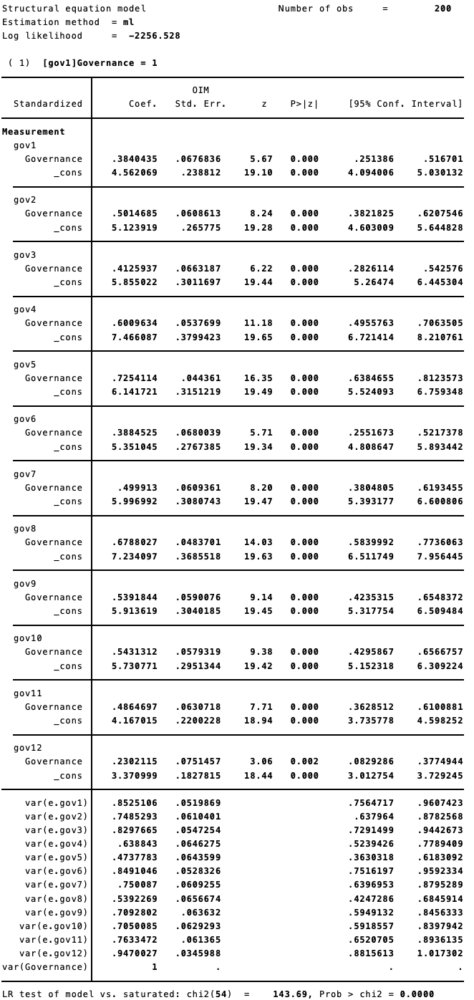 Structural equation model                       Number of obs     =        200
Estimation method  = ml
Log likelihood     =  -2256.528
( 1)  [gov1]Governance = 1
OIM
Standardized       Coef.   Std. Err.      z    P>|z|     [95% Conf. Interval]
Measurement
gov1
Governance   .3840435   .0676836     5.67   0.000      .251386     .516701
_cons   4.562069    .238812    19.10   0.000     4.094006    5.030132
gov2
Governance   .5014685   .0608613     8.24   0.000     .3821825    .6207546
_cons   5.123919    .265775    19.28   0.000     4.603009    5.644828
gov3
Governance   .4125937   .0663187     6.22   0.000     .2826114     .542576
_cons   5.855022   .3011697    19.44   0.000      5.26474    6.445304
gov4
Governance   .6009634   .0537699    11.18   0.000     .4955763    .7063505
_cons   7.466087   .3799423    19.65   0.000     6.721414    8.210761
gov5
Governance   .7254114    .044361    16.35   0.000     .6384655    .8123573
_cons   6.141721   .3151219    19.49   0.000     5.524093    6.759348
gov6
Governance   .3884525   .0680039     5.71   0.000     .2551673    .5217378
_cons   5.351045   .2767385    19.34   0.000     4.808647    5.893442
gov7
Governance    .499913   .0609361     8.20   0.000     .3804805    .6193455
_cons   5.996992   .3080743    19.47   0.000     5.393177    6.600806
gov8
Governance   .6788027   .0483701    14.03   0.000     .5839992    .7736063
_cons   7.234097   .3685518    19.63   0.000     6.511749    7.956445
gov9
Governance   .5391844   .0590076     9.14   0.000     .4235315    .6548372
_cons   5.913619   .3040185    19.45   0.000     5.317754    6.509484
gov10
Governance   .5431312   .0579319     9.38   0.000     .4295867    .6566757
_cons   5.730771   .2951344    19.42   0.000     5.152318    6.309224
gov11
Governance   .4864697   .0630718     7.71   0.000     .3628512    .6100881
_cons   4.167015   .2200228    18.94   0.000     3.735778    4.598252
gov12
Governance   .2302115   .0751457     3.06   0.002     .0829286    .3774944
_cons   3.370999   .1827815    18.44   0.000     3.012754    3.729245
var(e.gov1)   .8525106   .0519869                      .7564717    .9607423
var(e.gov2)   .7485293   .0610401                       .637964    .8782568
var(e.gov3)   .8297665   .0547254                      .7291499    .9442673
var(e.gov4)    .638843   .0646275                      .5239426    .7789409
var(e.gov5)   .4737783   .0643599                      .3630318    .6183092
var(e.gov6)   .8491046   .0528326                      .7516197    .9592334
var(e.gov7)    .750087   .0609255                      .6396953    .8795289
var(e.gov8)   .5392269   .0656674                      .4247286    .6845914
var(e.gov9)   .7092802    .063632                      .5949132    .8456333
var(e.gov10)   .7050085   .0629293                      .5918557    .8397942
var(e.gov11)   .7633472    .061365                      .6520705    .8936135
var(e.gov12)   .9470027   .0345988                      .8815613    1.017302
var(Governance)          1          .                             .           .
LR test of model vs. saturated: chi2(54)  =    143.69, Prob > chi2 = 0.0000